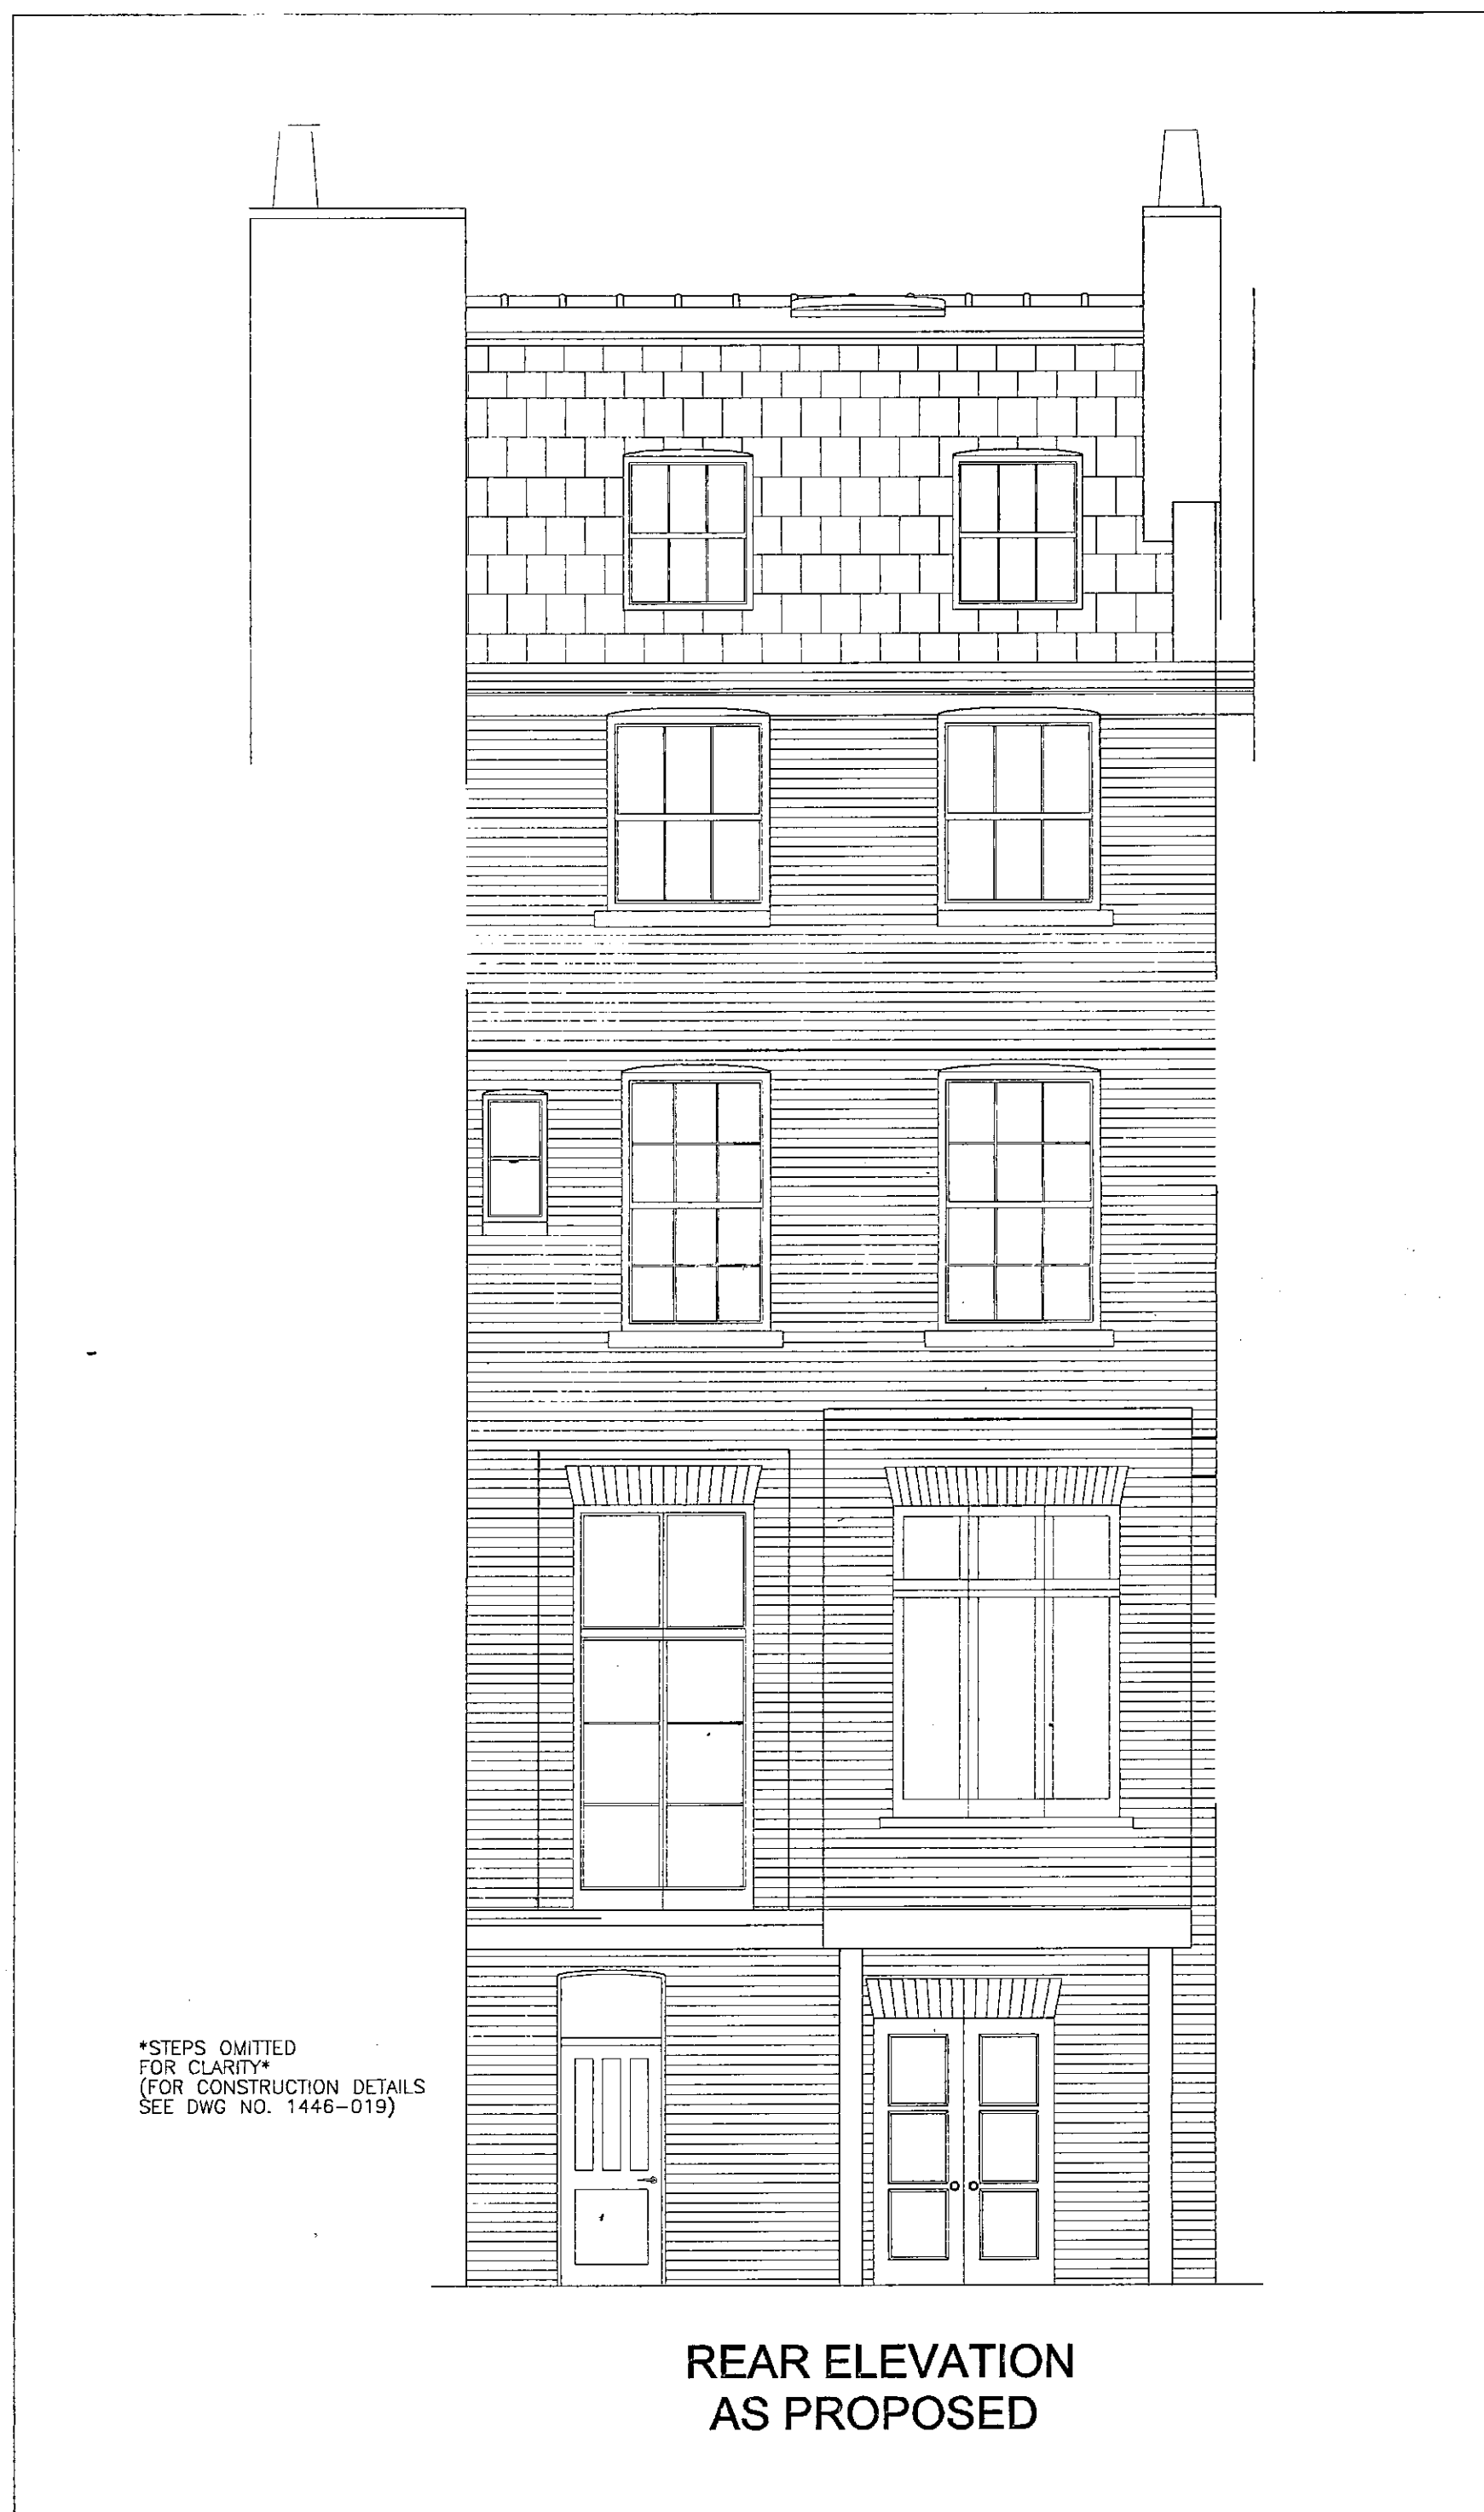 *STEPS OMITTED
FOR CLARITY*
(FOR CONSTRUCTION DETAILS
SEE DWG NO. 1446-019)
REAR ELEVATION
AS PROPOSED